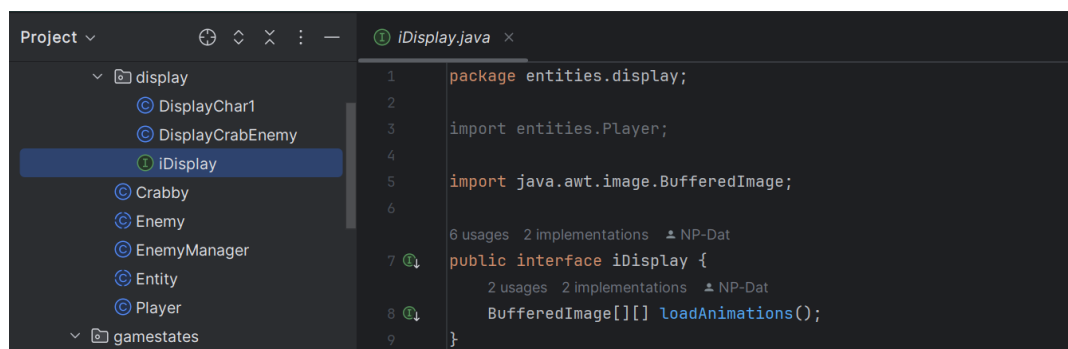 Project
display
DisplayChar1
DisplayCrabEnemy
iDisplay
Crabby
Enemy
EnemyManager
Entity
Player
gamestates
iDisplay.java
1 package entities.display;
2
3 import entities.Player;
4
5 import java.awt.image.BufferedImage;
6
6 usages 2 implementations NP-Dat
7 public interface iDisplay {
2 usages 2 implementations NP-Dat
8 BufferedImage[][] loadAnimations();
9 }